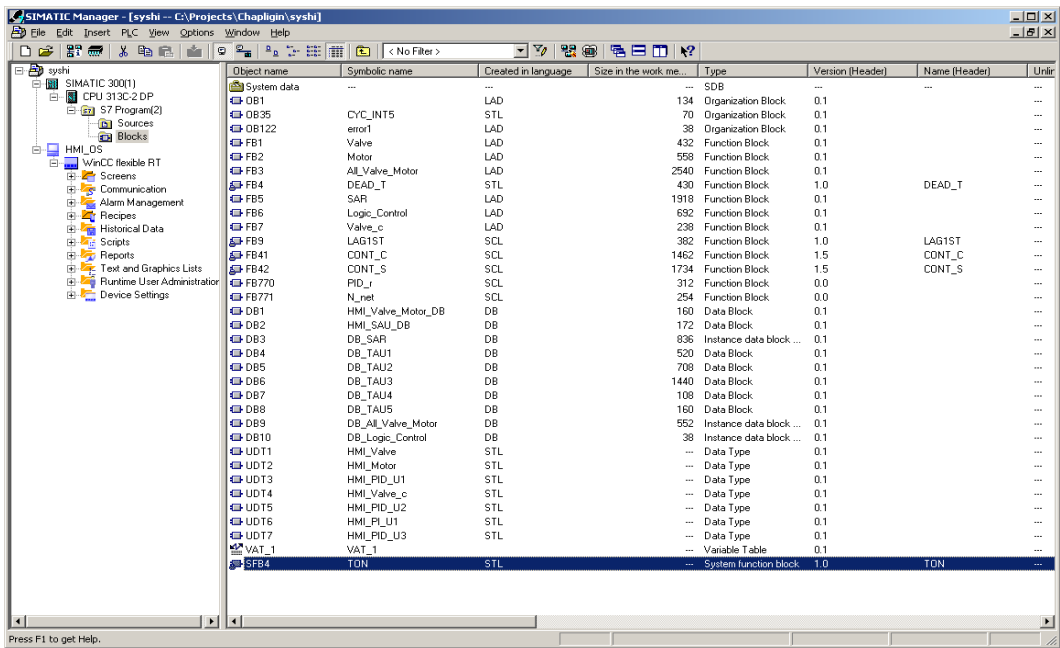 SIMATIC Manager - [syshi -- C:\Projects\Chapligin\syshi]
File Edit Insert PLC View Options Window Help
< No Filter >
syshi
SIMATIC 300(1)
CPU 313C-2 DP
S7 Program(2)
Sources
Blocks
HMI_OS
WinCC flexible RT
Screens
Communication
Alarm Management
Recipes
Historical Data
Scripts
Reports
Text and Graphics Lists
Runtime User Administration
Device Settings
Object name Symbolic name Created in language Size in the work me... Type Version (Header) Name (Header) Unlin
System data --- --- --- SDB --- --- ---
OB1 LAD 134 Organization Block 0.1 ---
OB35 CYC_INT5 STL 70 Organization Block 0.1 ---
OB122 error1 LAD 38 Organization Block 0.1 ---
FB1 Valve LAD 432 Function Block 0.1 ---
FB2 Motor LAD 558 Function Block 0.1 ---
FB3 All_Valve_Motor LAD 2540 Function Block 0.1 ---
FB4 DEAD_T STL 430 Function Block 1.0 DEAD_T ---
FB5 SAR LAD 1918 Function Block 0.1 ---
FB6 Logic_Control LAD 692 Function Block 0.1 ---
FB7 Valve_c LAD 238 Function Block 0.1 ---
FB9 LAG1ST SCL 382 Function Block 1.0 LAG1ST ---
FB41 CONT_C SCL 1462 Function Block 1.5 CONT_C ---
FB42 CONT_S SCL 1734 Function Block 1.5 CONT_S ---
FB770 PID_r SCL 312 Function Block 0.0 ---
FB771 N_net SCL 254 Function Block 0.0 ---
DB1 HMI_Valve_Motor_DB DB 160 Data Block 0.1 ---
DB2 HMI_SAU_DB DB 172 Data Block 0.1 ---
DB3 DB_SAR DB 836 Instance data block ... 0.1 ---
DB4 DB_TAU1 DB 520 Data Block 0.1 ---
DB5 DB_TAU2 DB 708 Data Block 0.1 ---
DB6 DB_TAU3 DB 1440 Data Block 0.1 ---
DB7 DB_TAU4 DB 108 Data Block 0.1 ---
DB8 DB_TAU5 DB 160 Data Block 0.1 ---
DB9 DB_All_Valve_Motor DB 552 Instance data block ... 0.1 ---
DB10 DB_Logic_Control DB 38 Instance data block ... 0.1 ---
UDT1 HMI_Valve STL --- Data Type 0.1 ---
UDT2 HMI_Motor STL --- Data Type 0.1 ---
UDT3 HMI_PID_U1 STL --- Data Type 0.1 ---
UDT4 HMI_Valve_c STL --- Data Type 0.1 ---
UDT5 HMI_PID_U2 STL --- Data Type 0.1 ---
UDT6 HMI_PI_U1 STL --- Data Type 0.1 ---
UDT7 HMI_PID_U3 STL --- Data Type 0.1 ---
VAT_1 VAT_1 --- Variable Table 0.1 ---
SFB4 TON STL --- System function block 1.0 TON ---
Press F1 to get Help.